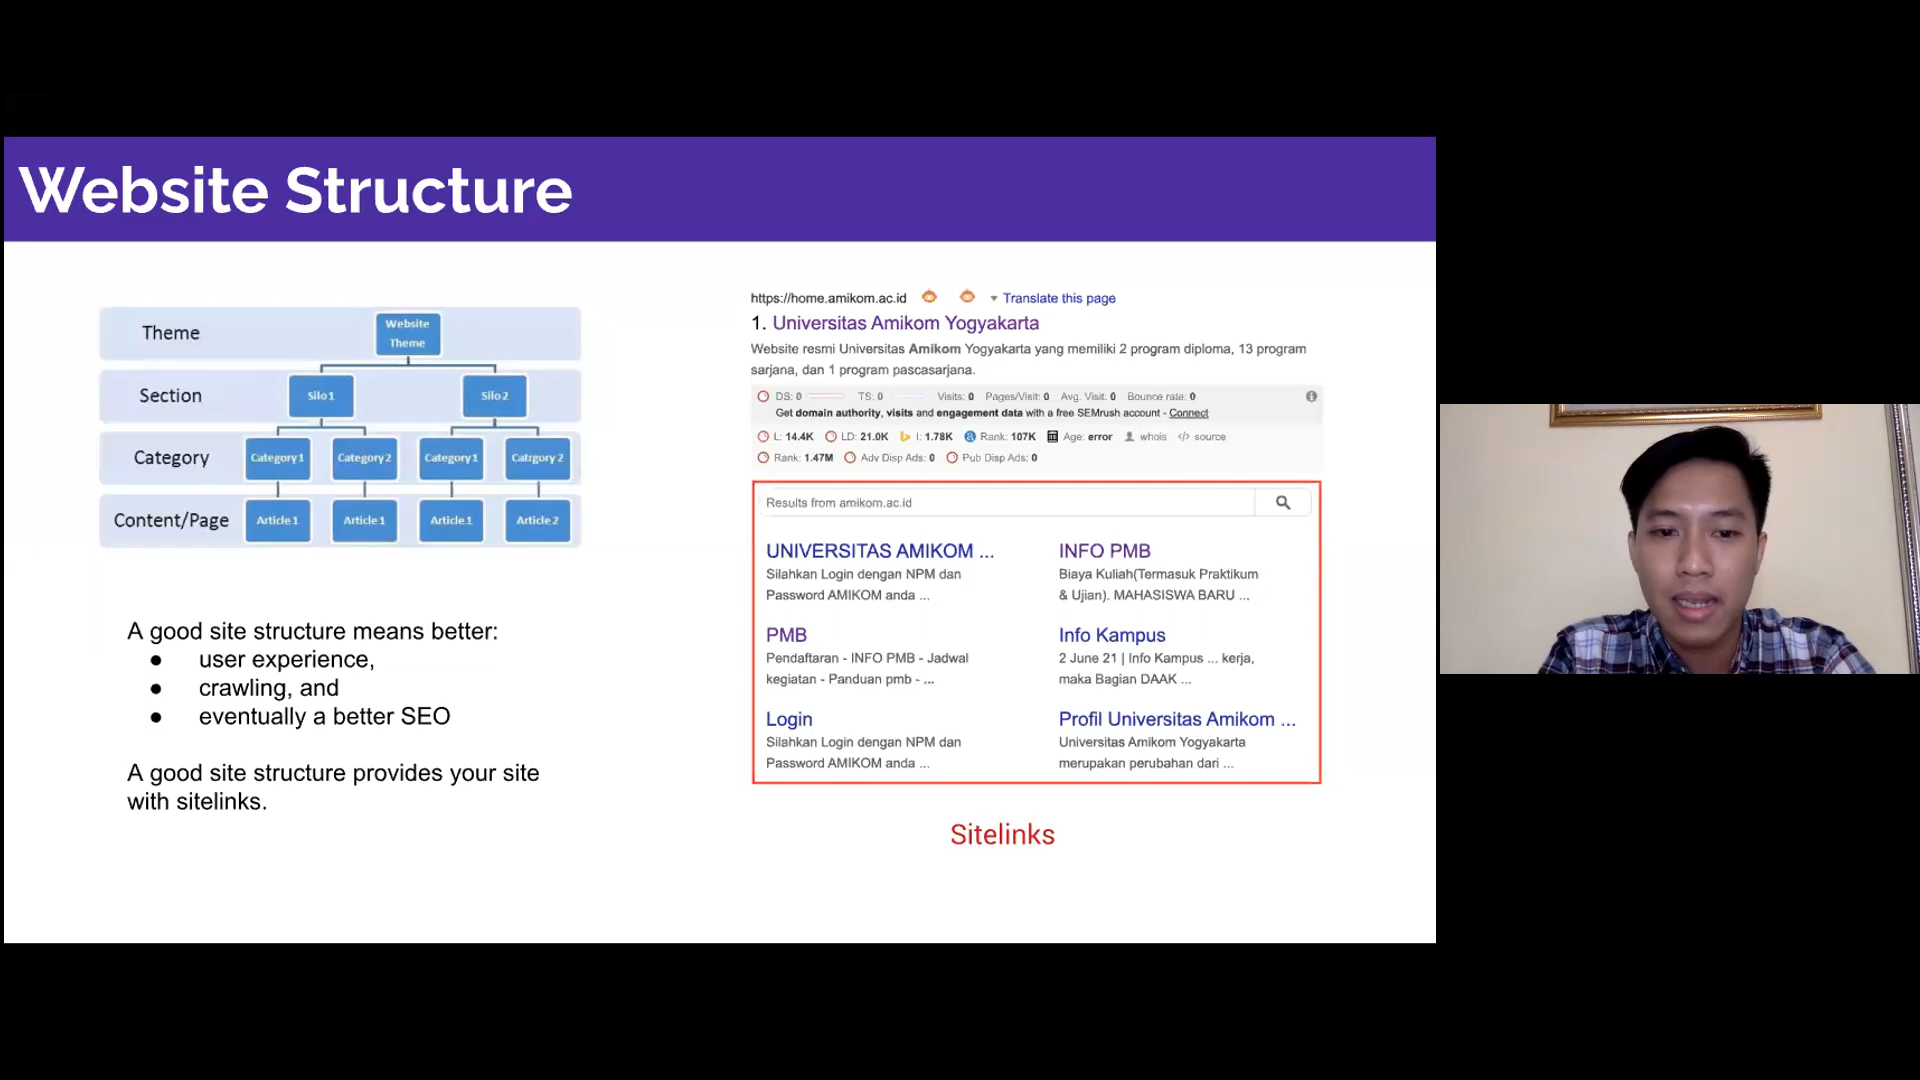 Website Structure
Theme
Website
Theme
Section
Silo 1
Silo 2
Category
Category 1
Category 2
Category 1
Catrgory 2
Content/Page
Article 1
Article 1
Article 1
Article 2
A good site structure means better:
● user experience,
● crawling, and
● eventually a better SEO
A good site structure provides your site
with sitelinks.
https://home.amikom.ac.id Translate this page
1. Universitas Amikom Yogyakarta
Website resmi Universitas Amikom Yogyakarta yang memiliki 2 program diploma, 13 program
sarjana, dan 1 program pascasarjana.
DS: 0 TS: 0 Visits: 0 Pages/Visit: 0 Avg. Visit: 0 Bounce rate: 0
Get domain authority, visits and engagement data with a free SEMrush account - Connect
L: 14.4K LD: 21.0K I: 1.78K Rank: 107K Age: error whois </> source
Rank: 1.47M Adv Disp Ads: 0 Pub Disp Ads: 0
Results from amikom.ac.id
UNIVERSITAS AMIKOM ...
Silahkan Login dengan NPM dan
Password AMIKOM anda ...
INFO PMB
Biaya Kuliah(Termasuk Praktikum
& Ujian). MAHASISWA BARU ...
PMB
Pendaftaran - INFO PMB - Jadwal
kegiatan - Panduan pmb - ...
Info Kampus
2 June 21 | Info Kampus ... kerja,
maka Bagian DAAK ...
Login
Silahkan Login dengan NPM dan
Password AMIKOM anda ...
Profil Universitas Amikom ...
Universitas Amikom Yogyakarta
merupakan perubahan dari ...
Sitelinks